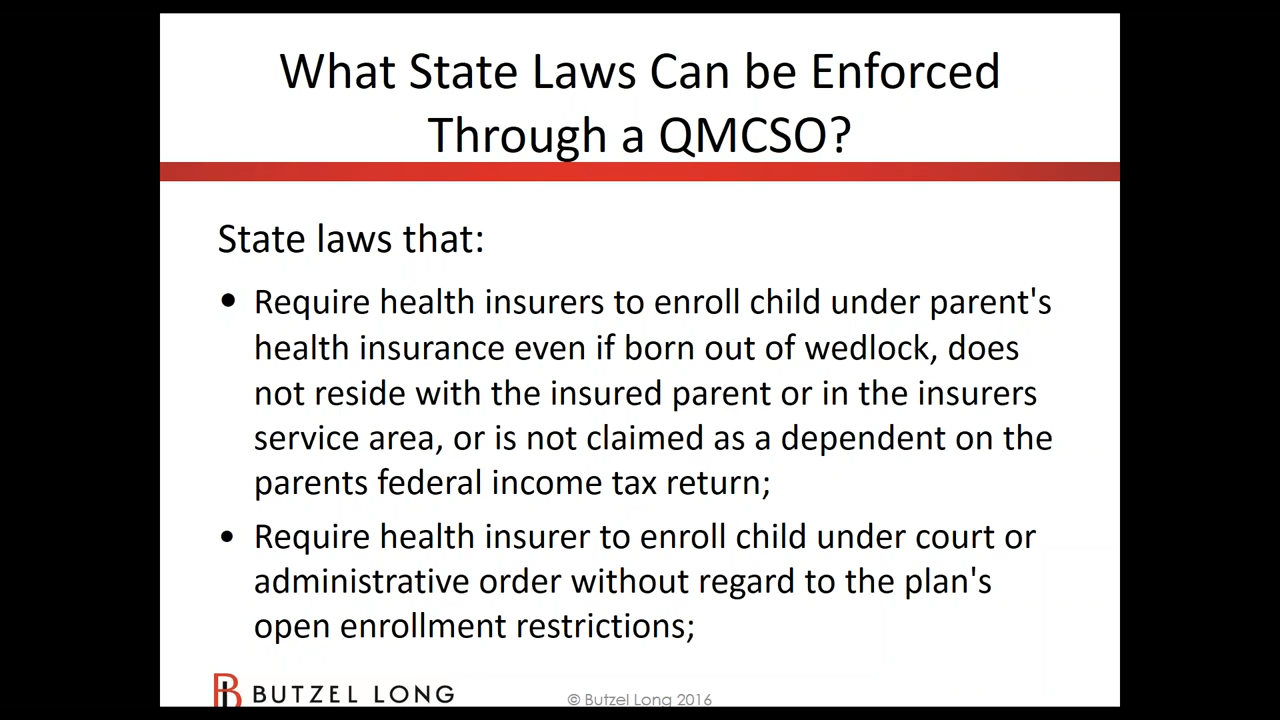 What State Laws Can be Enforced
Through a QMCSO?
State laws that:
• Require health insurers to enroll child under parent's
health insurance even if born out of wedlock, does
not reside with the insured parent or in the insurers
service area, or is not claimed as a dependent on the
parents federal income tax return;
• Require health insurer to enroll child under court or
administrative order without regard to the plan's
open enrollment restrictions;
BUTZEL LONG
© Butzel Long 2016